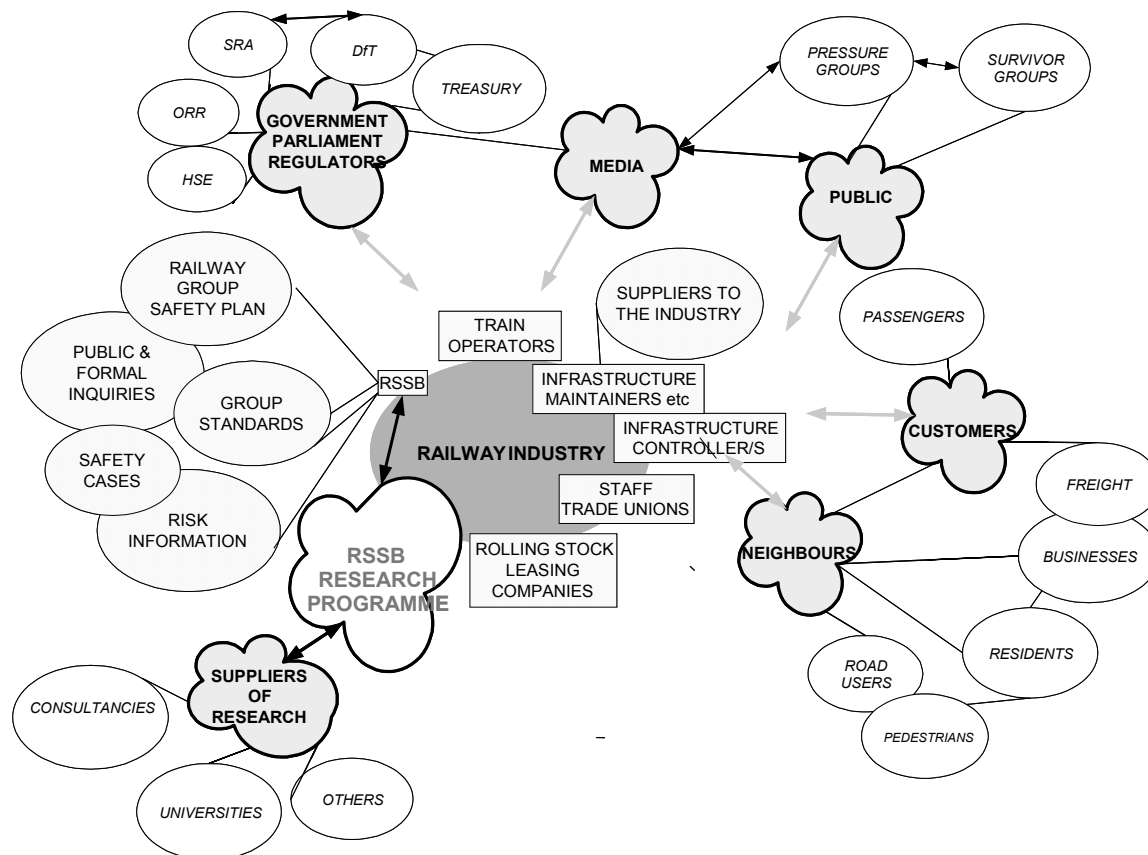 SRA
DfT
TREASURY
ORR
HSE
GOVERNMENT
PARLIAMENT
REGULATORS
MEDIA
PRESSURE
GROUPS
SURVIVOR
GROUPS
PUBLIC
RAILWAY
GROUP
SAFETY PLAN
PUBLIC &
FORMAL
INQUIRIES
GROUP
STANDARDS
SAFETY
CASES
RISK
INFORMATION
RSSB
TRAIN
OPERATORS
SUPPLIERS TO
THE INDUSTRY
INFRASTRUCTURE
MAINTAINERS etc
INFRASTRUCTURE
CONTROLLER/S
RAILWAY INDUSTRY
STAFF
TRADE UNIONS
ROLLING STOCK
LEASING
COMPANIES
RSSB
RESEARCH
PROGRAMME
PASSENGERS
CUSTOMERS
FREIGHT
NEIGHBOURS
BUSINESSES
RESIDENTS
ROAD
USERS
PEDESTRIANS
SUPPLIERS
OF
RESEARCH
CONSULTANCIES
UNIVERSITIES
OTHERS